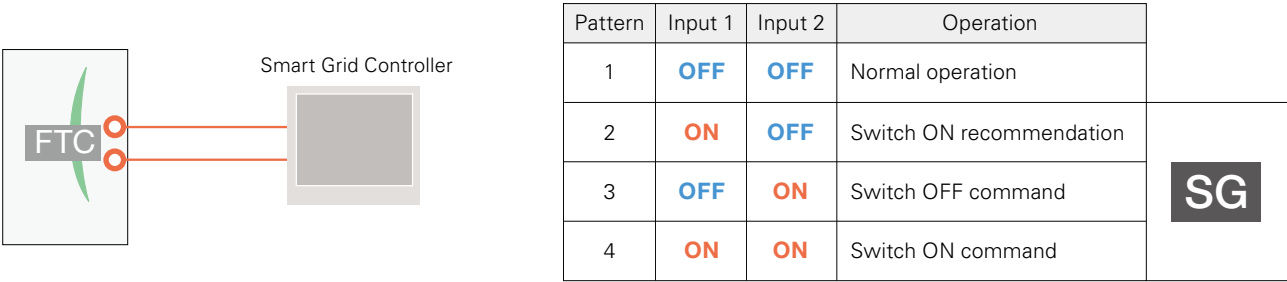 Smart Grid Controller
FTC
Pattern Input 1 Input 2 Operation
1 OFF OFF Normal operation
2 ON OFF Switch ON recommendation
3 OFF ON Switch OFF command
4 ON ON Switch ON command
SG